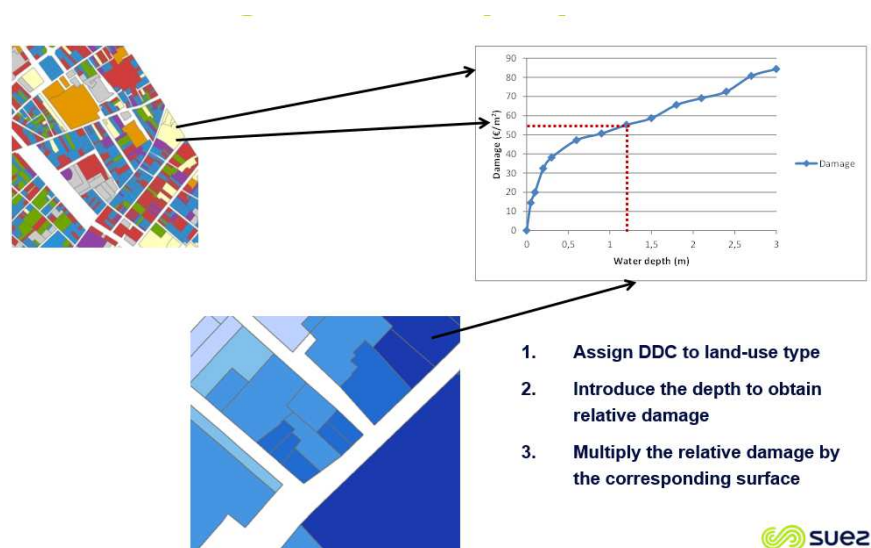 90
80
70
60
50
40
30
20
10
0
Damage (€/m²)
0 0,5 1 1,5 2 2,5 3
Water depth (m)
Damage
1. Assign DDC to land-use type
2. Introduce the depth to obtain
relative damage
3. Multiply the relative damage by
the corresponding surface
suez